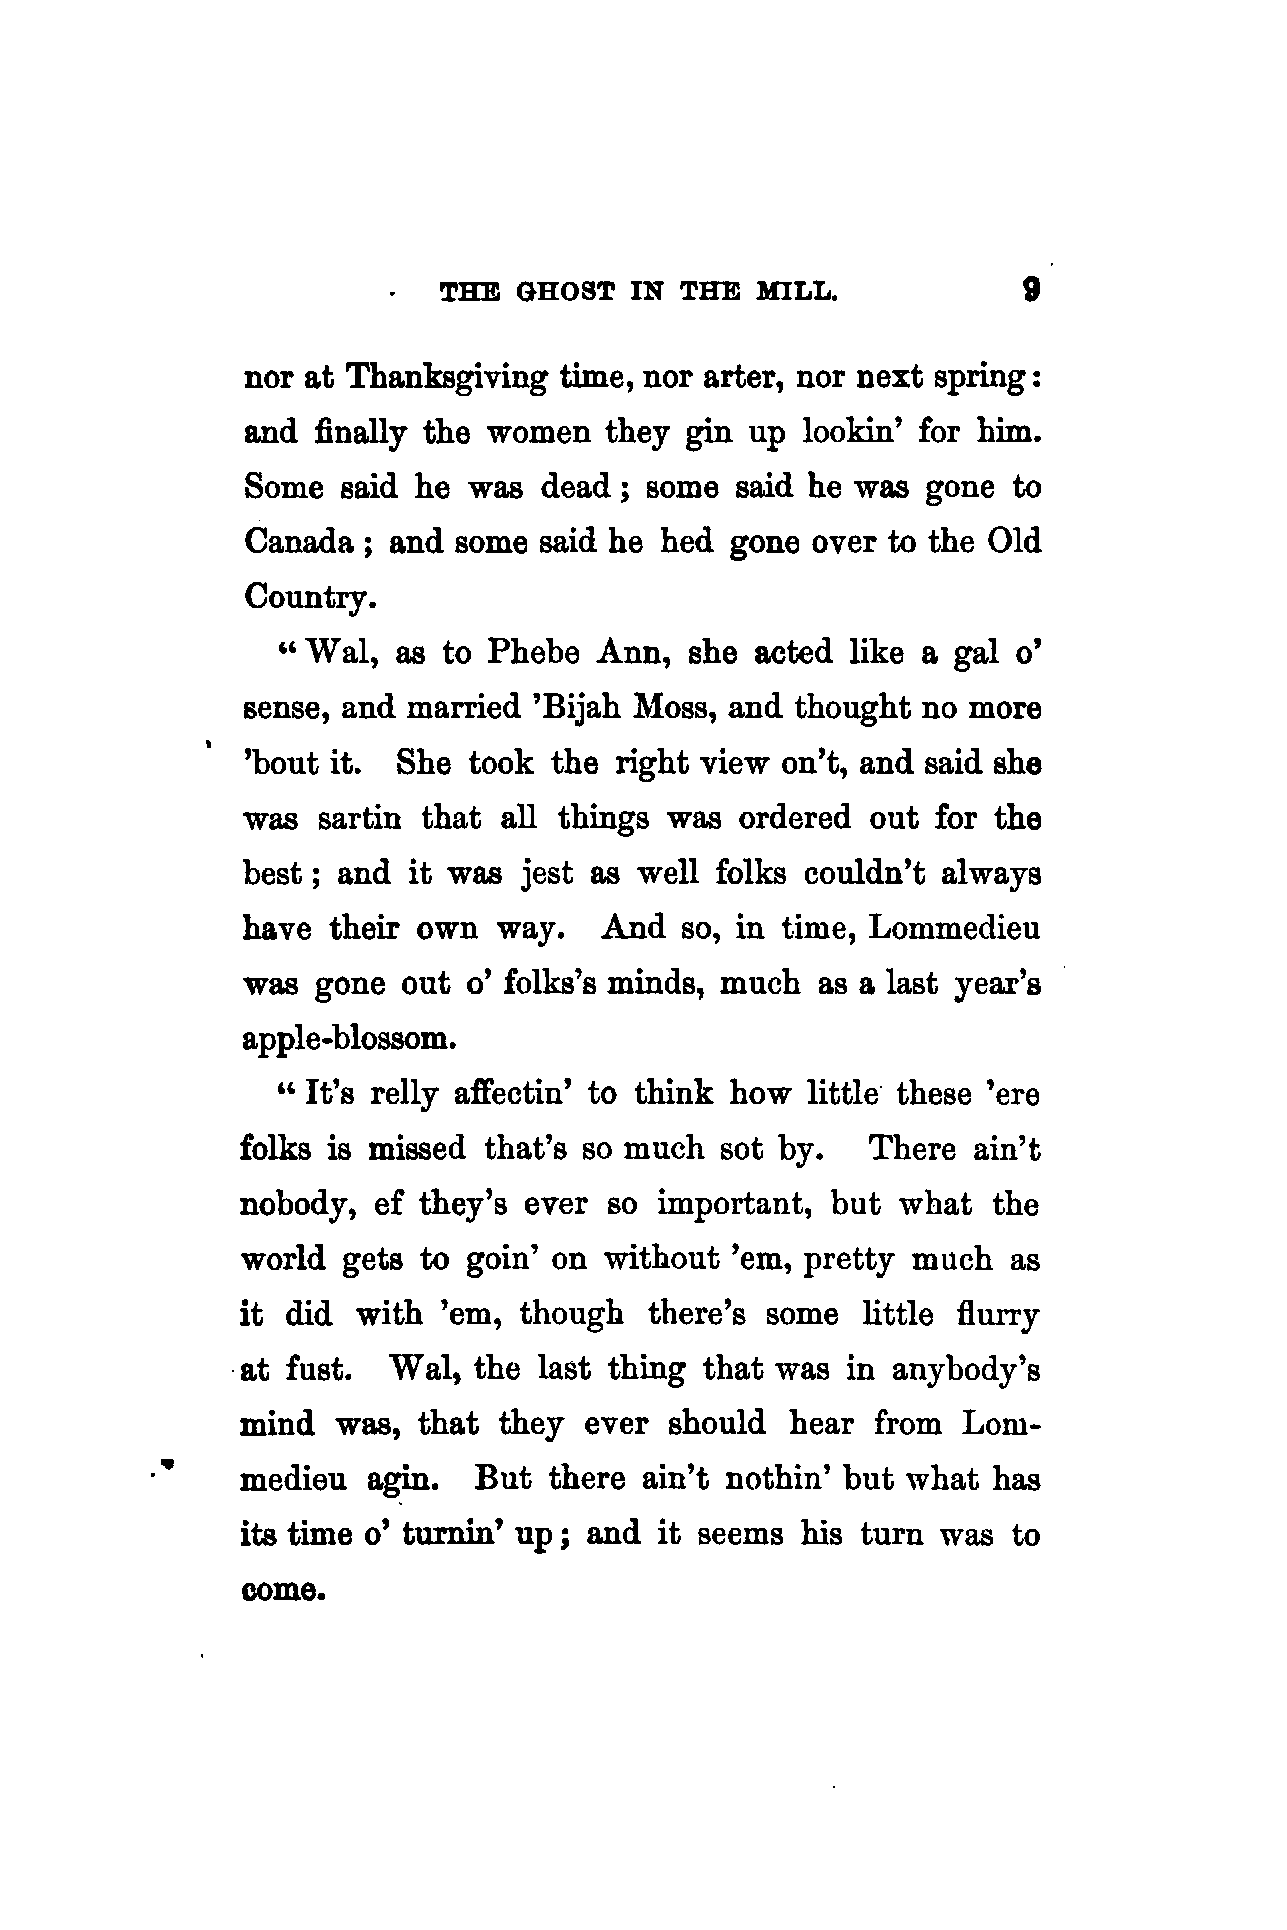 THE GHOST IN THE MILL. 9
nor at Thanksgiving time, nor arter, nor next spring:
and finally the women they gin up lookin' for him.
Some said he was dead; some said he was gone to
Canada; and some said he hed gone over to the Old
Country.
"Wal, as to Phebe Ann, she acted like a gal o'
sense, and married 'Bijah Moss, and thought no more
'bout it. She took the right view on't, and said she
was sartin that all things was ordered out for the
best; and it was jest as well folks couldn't always
have their own way. And so, in time, Lommedieu
was gone out o' folks's minds, much as a last year's
apple-blossom.
"It's relly affectin' to think how little these 'ere
folks is missed that's so much sot by. There ain't
nobody, ef they's ever so important, but what the
world gets to goin' on without 'em, pretty much as
it did with 'em, though there's some little flurry
at fust. Wal, the last thing that was in anybody's
mind was, that they ever should hear from Lom-
medieu agin. But there ain't nothin' but what has
its time o' turnin' up; and it seems his turn was to
come.